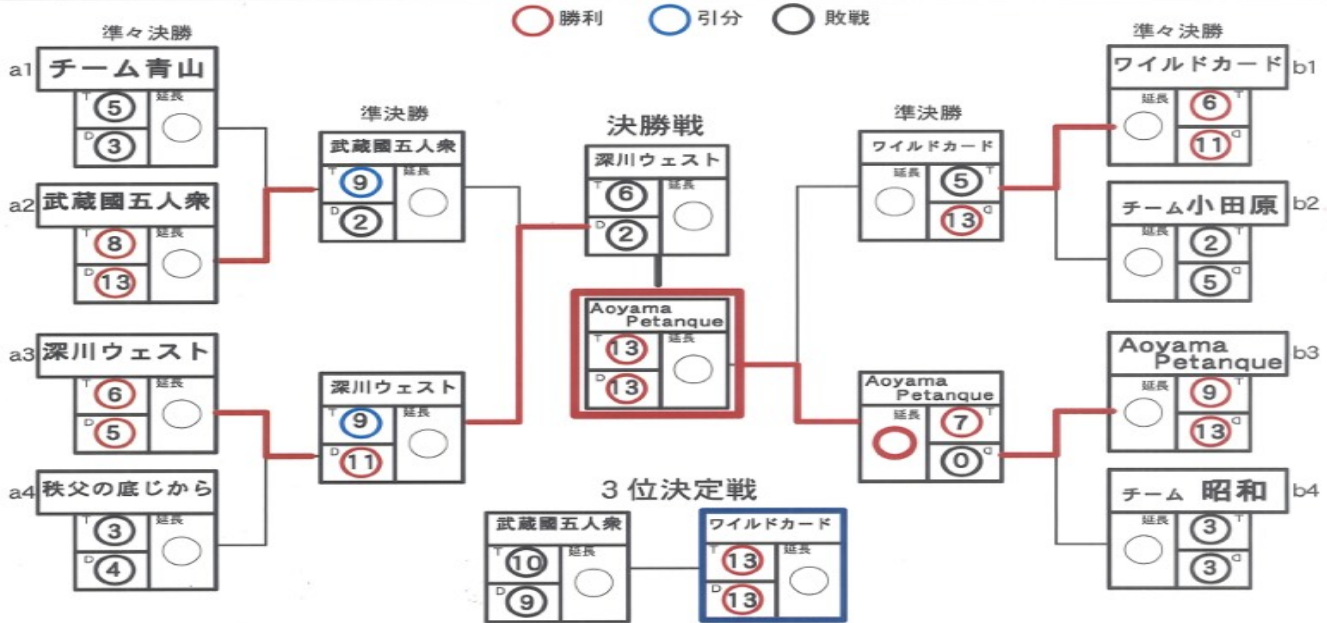 勝利 引分 敗戦
準々決勝
a1 チーム青山
T 5 延長
D 3
a2 武蔵國五人衆
T 8 延長
D 13
a3 深川ウェスト
T 6 延長
D 5
a4 秩父の底じから
T 3 延長
D 4
準決勝
武蔵國五人衆
T 9 延長
D 2
深川ウェスト
T 9 延長
D 11
決勝戦
深川ウェスト
T 6 延長
D 2
Aoyama
Petanque
T 13 延長
D 13
3位決定戦
武蔵國五人衆
T 10 延長
D 9
ワイルドカード
T 13 延長
D 13
準決勝
ワイルドカード
延長 5 T
13 D
Aoyama
Petanque
延長 7 T
0 D
準々決勝
ワイルドカード b1
延長 6 T
11 D
チーム小田原 b2
延長 2 T
5 D
Aoyama
Petanque b3
延長 9 T
13 D
チーム 昭和 b4
延長 3 T
3 D